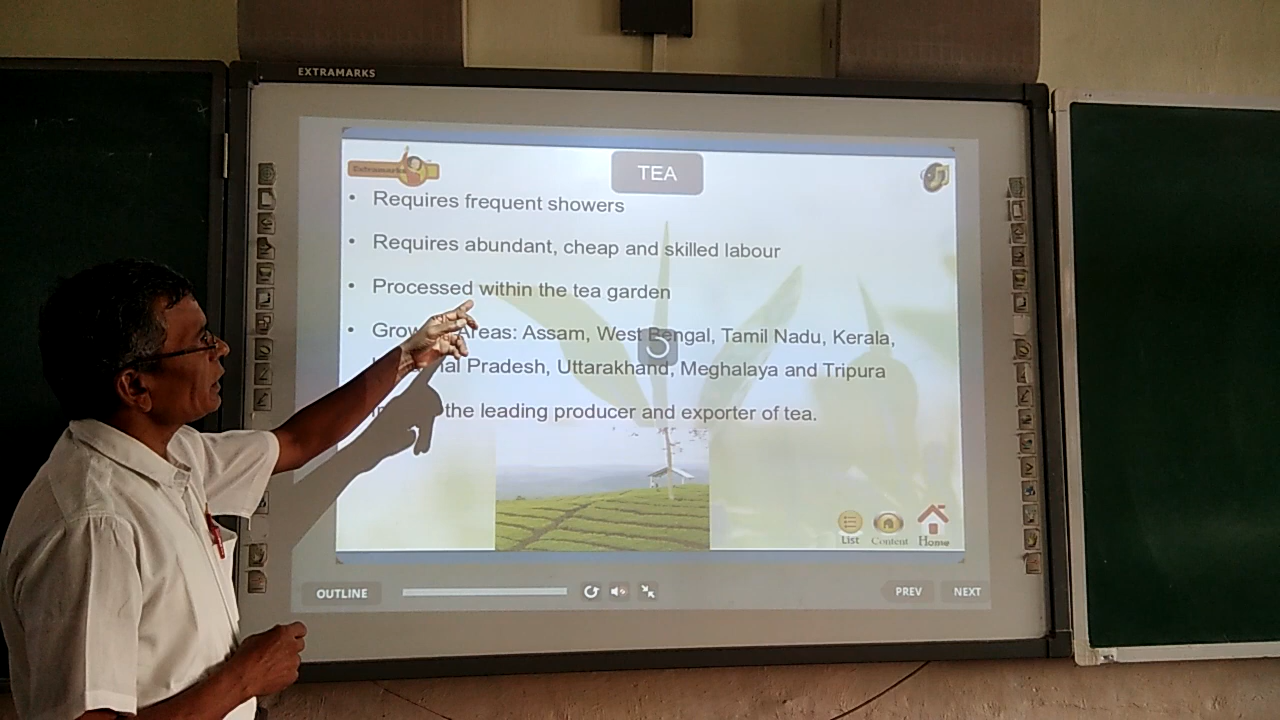 EXTRAMARKS
Extramarks
TEA
• Requires frequent showers
• Requires abundant, cheap and skilled labour
• Processed within the tea garden
• Areas: Assam, West Bengal, Tamil Nadu, Kerala,
Pradesh, Uttarakhand, Meghalaya and Tripura
the leading producer and exporter of tea.
List Content Home
OUTLINE PREV NEXT